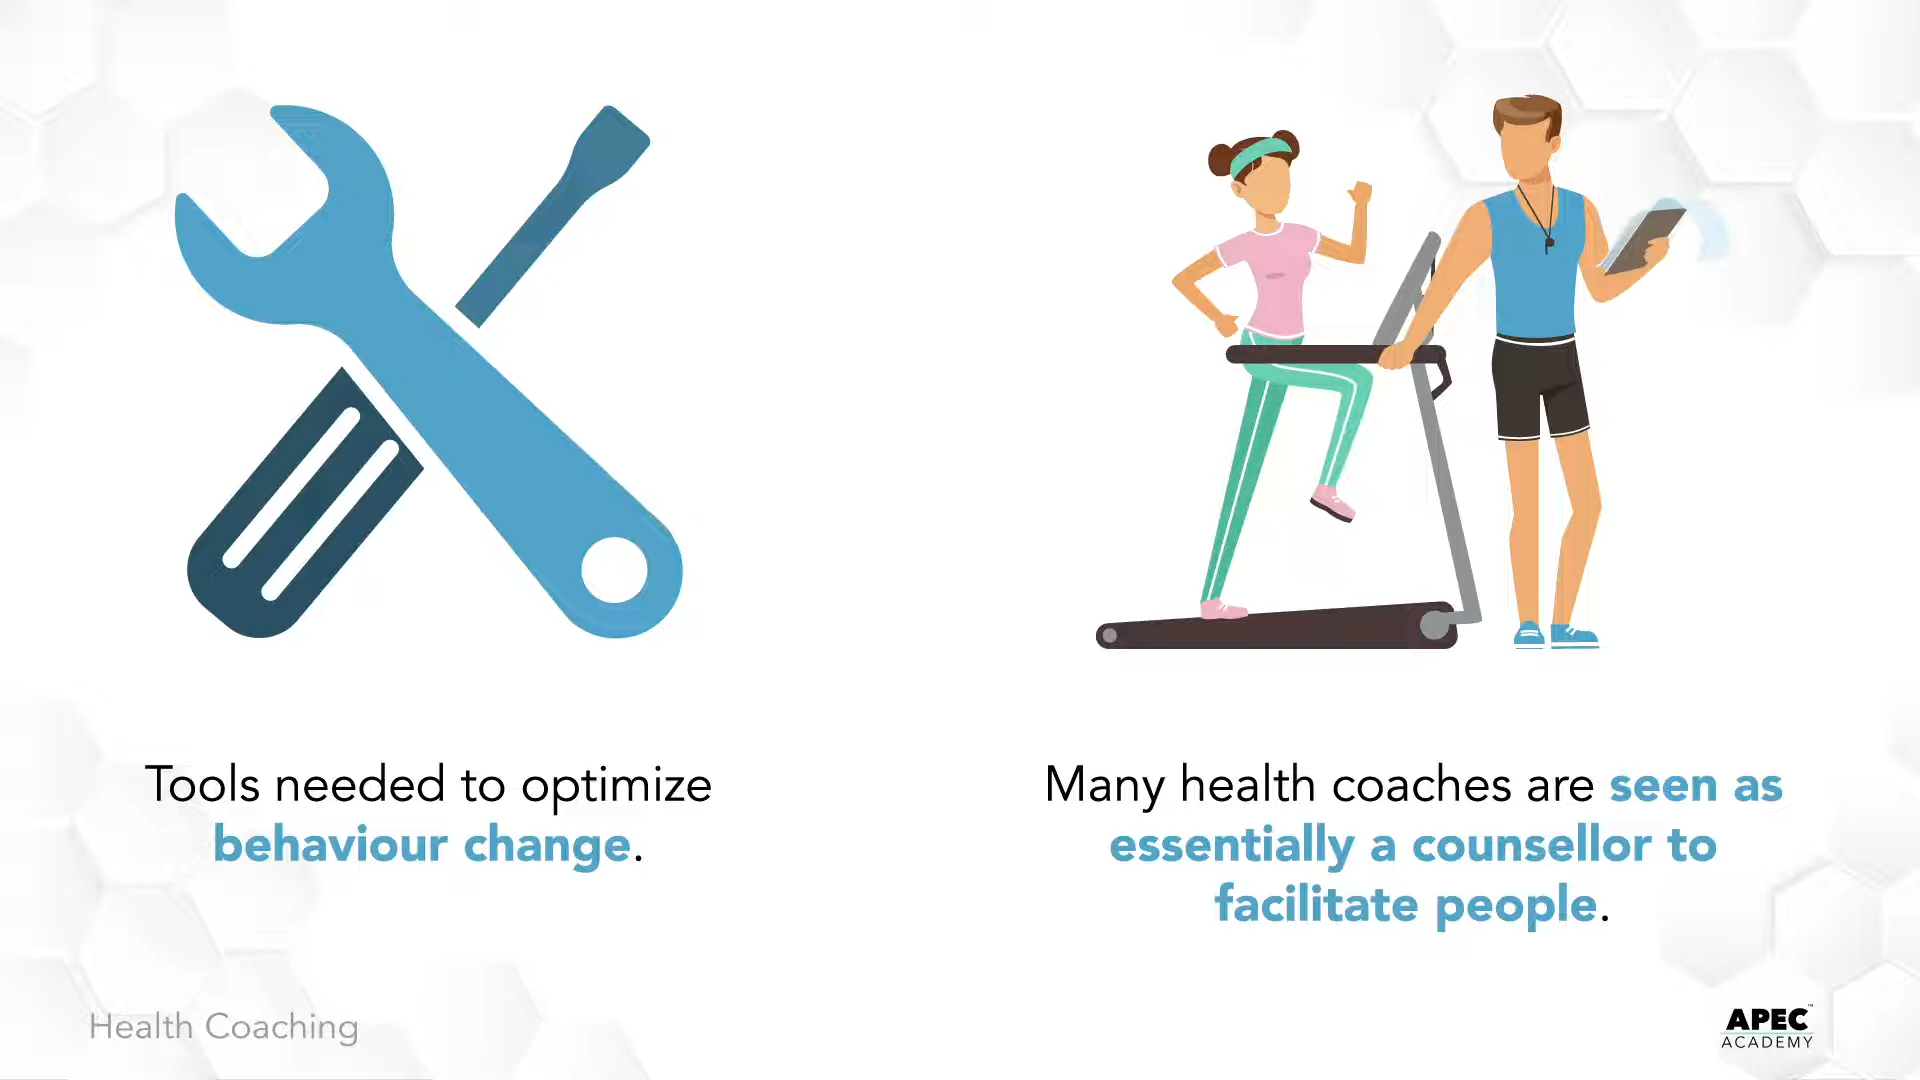 Tools needed to optimize
behaviour change.
Many health coaches are seen as
essentially a counsellor to
facilitate people.
Health Coaching
APEC™
ACADEMY